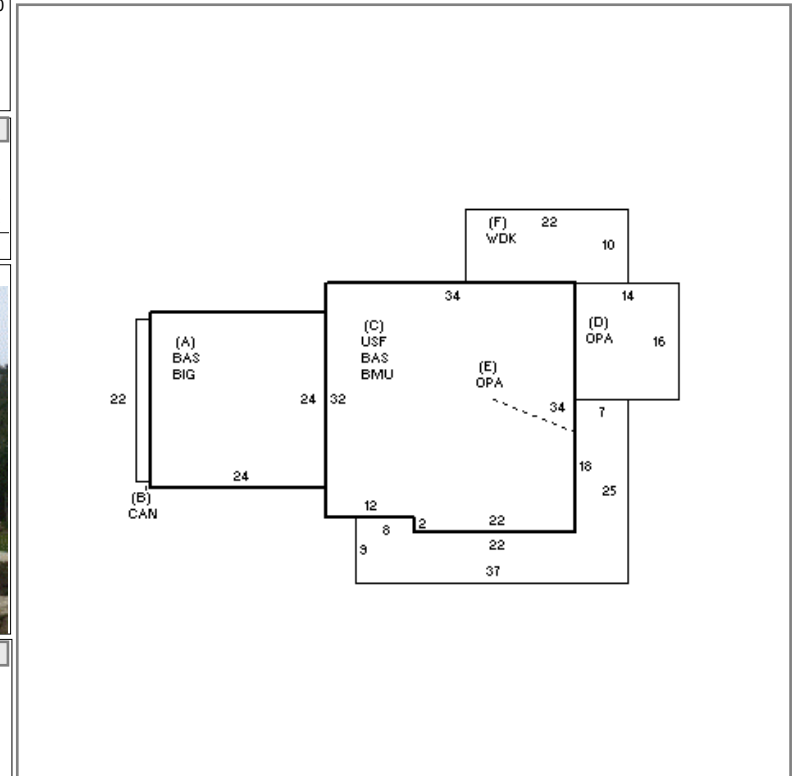 (F)
WDK
22
10
34
14
(A)
BAS
BIG
(C)
USF
BAS
BMU
(D)
OPA
16
(E)
OPA
22
24
32
34
7
18
25
24
(B)
CAN
12
8
2
22
9
22
37